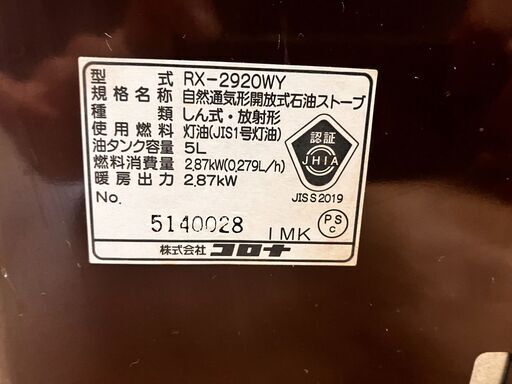 型式 RX-2920WY
規格名称 自然通気形開放式石油ストーブ
種類 しん式・放射形
使用燃料 灯油(JIS1号灯油)
油タンク容量 5L
燃料消費量 2.87kW(0.279L/h)
暖房出力 2.87kW
認証
JHIA
JIS S 2019
No. 5140028 IMK
PS
C
株式会社 コロナ